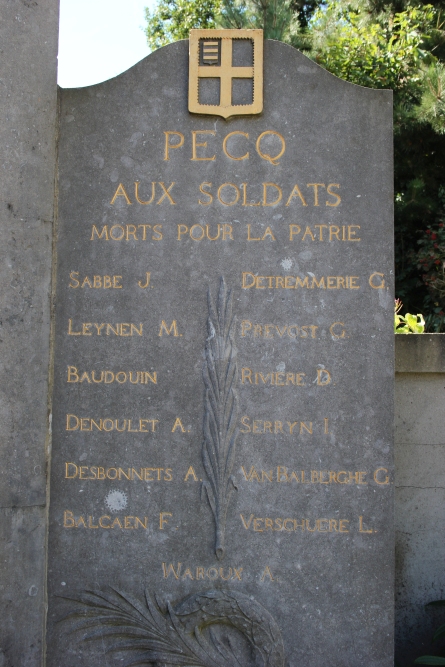 PECQ
AUX SOLDATS
MORTS POUR LA PATRIE
SABBE J.
LEYNEN M.
BAUDOUIN
DENOULET A.
DESBONNETS A.
BALCAEN F.
DETREMMERIE G.
PREVOST G.
RIVIERE D.
SERRYN I.
VAN BALBERGHE G.
VERSCHUERE L.
WAROUX A.